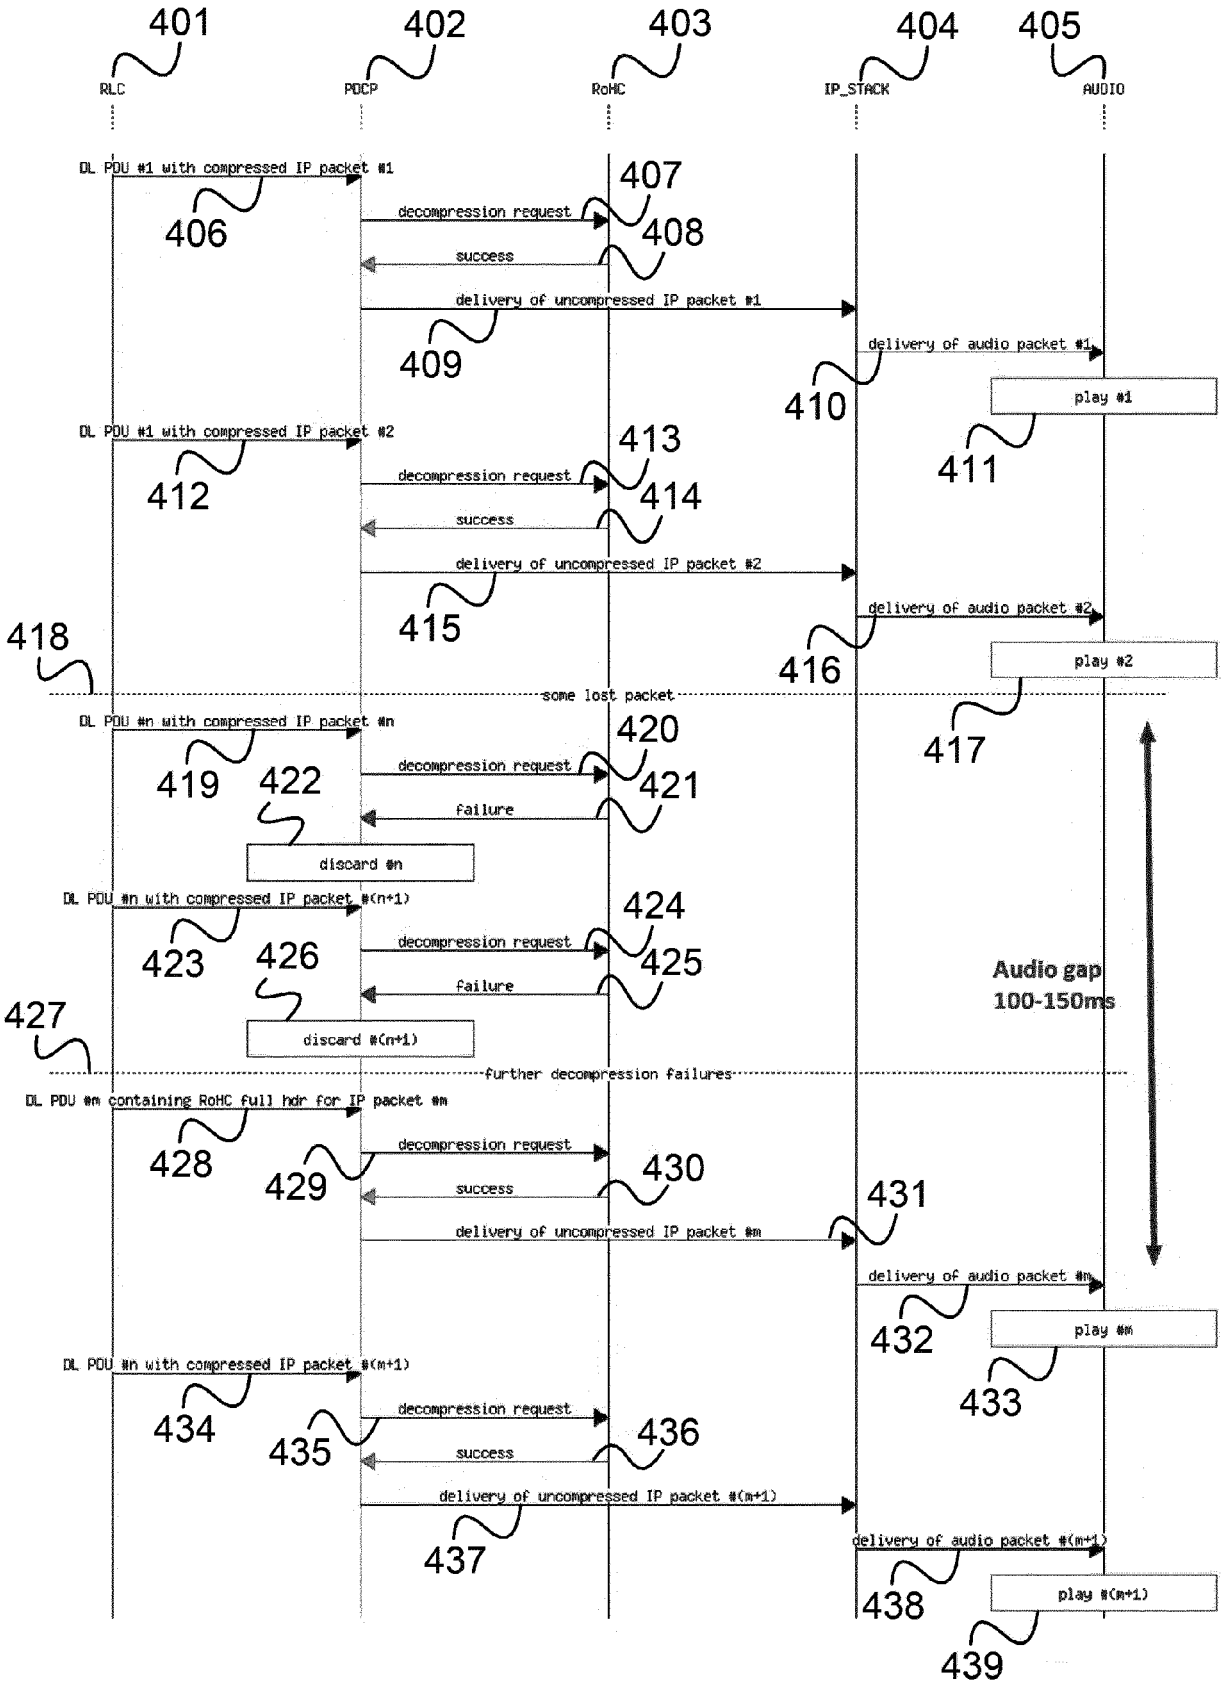 401 402 403 404 405
RLC PDCP RoHC IP_STACK AUDIO
DL PDU #1 with compressed IP packet #1
406
decompression request
407
success
408
delivery of uncompressed IP packet #1
409
delivery of audio packet #1
410
play #1
411
DL PDU #1 with compressed IP packet #2
412
decompression request
413
success
414
delivery of uncompressed IP packet #2
415
delivery of audio packet #2
416
play #2
417
418
some lost packet
DL PDU #n with compressed IP packet #n
419
decompression request
420
failure
421
422
discard #n
DL PDU #n with compressed IP packet #(n+1)
423
decompression request
424
failure
425
426
discard #(n+1)
Audio gap
100-150ms
427
further decompression failures
DL PDU #m containing RoHC full hdr for IP packet #m
428
decompression request
429
success
430
delivery of uncompressed IP packet #m
431
delivery of audio packet #m
432
play #m
433
DL PDU #n with compressed IP packet #(m+1)
434
decompression request
435
success
436
delivery of uncompressed IP packet #(m+1)
437
delivery of audio packet #(m+1)
438
play #(m+1)
439